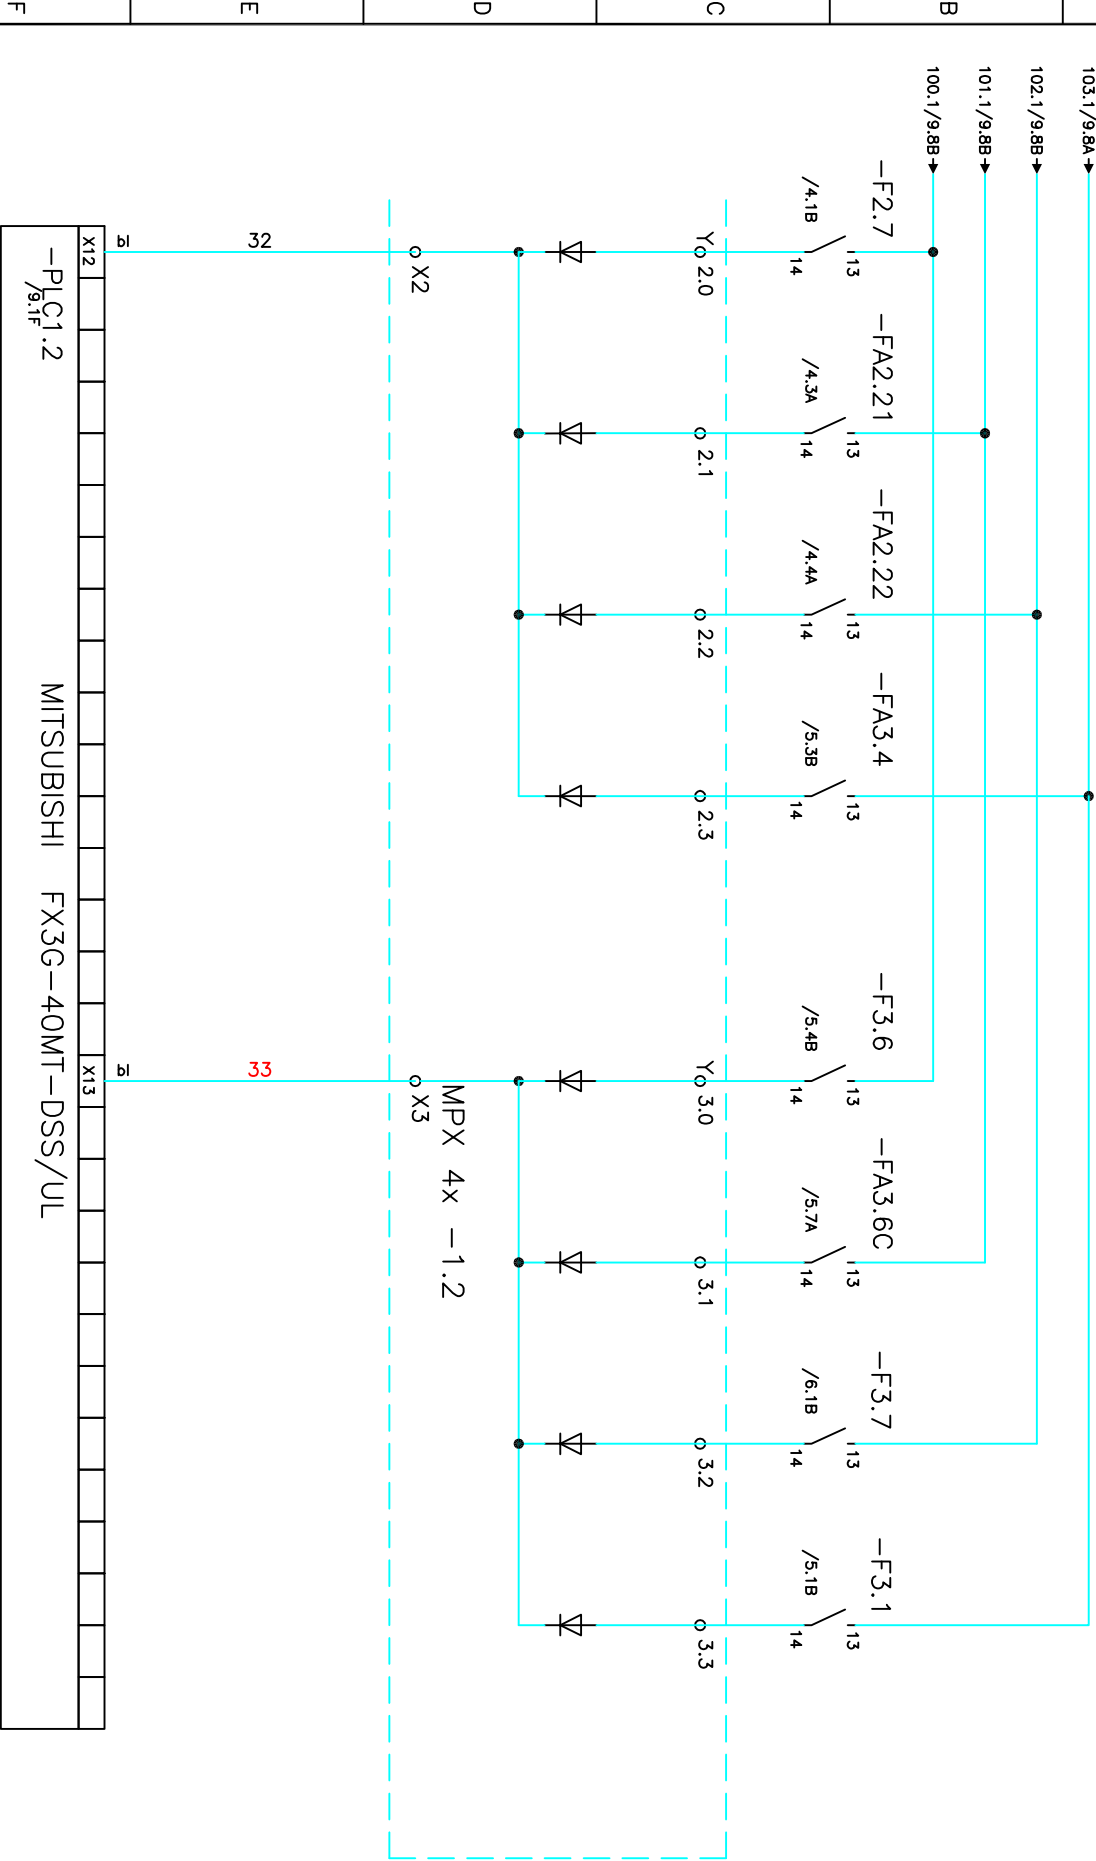 F
E
D
C
B
103.1/9.8A
102.1/9.8B
101.1/9.8B
100.1/9.8B
-F2.7
-FA2.21
-FA2.22
-FA3.4
-F3.6
-FA3.6C
-F3.7
-F3.1
13
13
13
13
13
13
13
13
/4.1B
/4.3A
/4.4A
/5.3B
/5.4B
/5.7A
/6.1B
/5.1B
14
14
14
14
14
14
14
14
Y 2.0
2.1
2.2
2.3
Y 3.0
3.1
3.2
3.3
MPX 4x -1.2
X2
X3
32
33
bl
bl
X12
X13
-PLC1.2
/9.1F
MITSUBISHI FX3G-40MT-DSS/UL